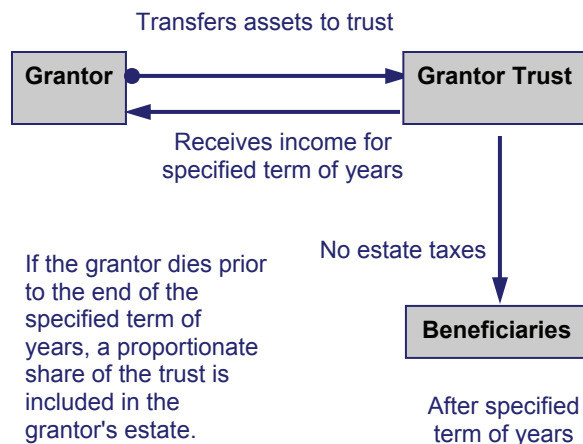 Transfers assets to trust
Grantor
Grantor Trust
Receives income for
specified term of years
No estate taxes
If the grantor dies prior
to the end of the
specified term of
years, a proportionate
share of the trust is
included in the
grantor's estate.
Beneficiaries
After specified
term of years